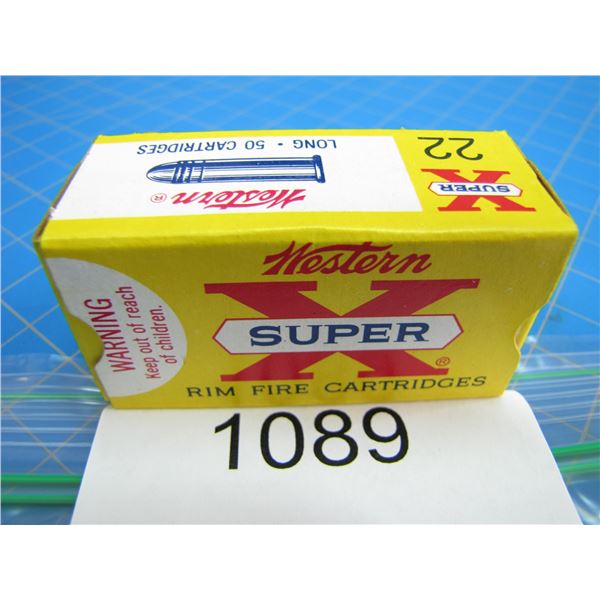 LONG • 50 CARTRIDGES
Western ®
22
SUPER X
Western
SUPER X ®
RIM FIRE CARTRIDGES
WARNING
Keep out of reach
of children.
1089